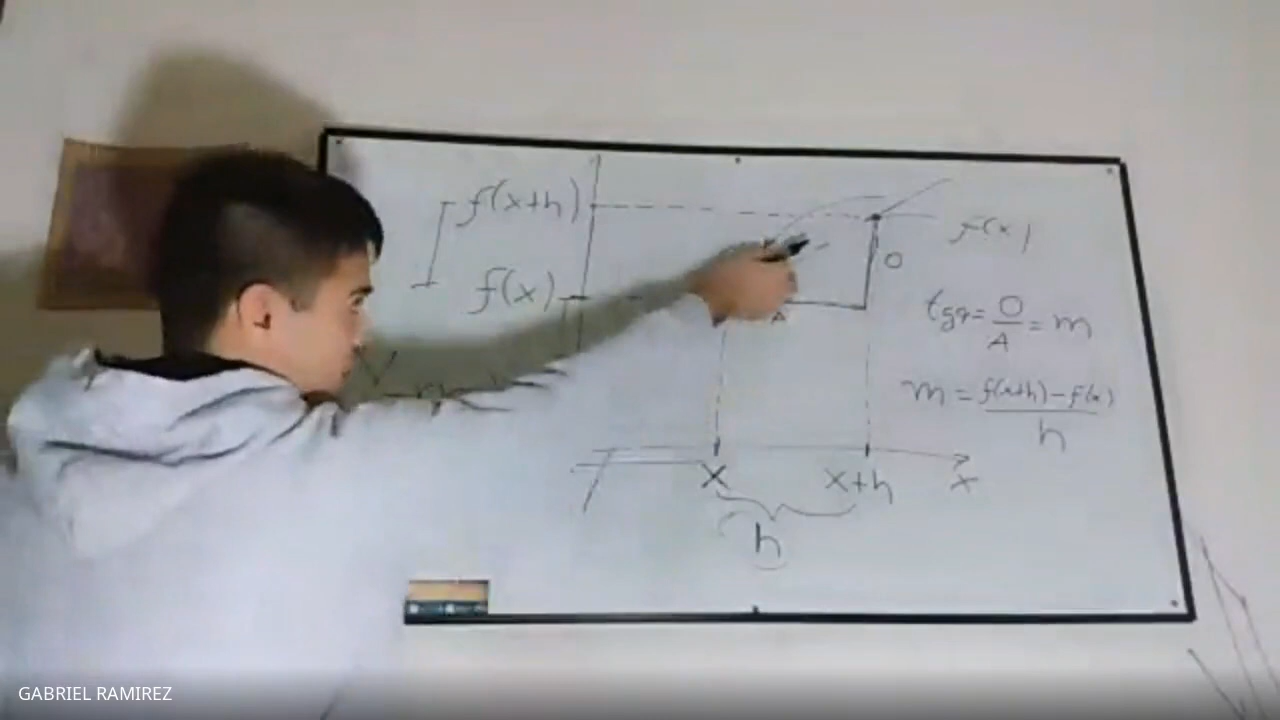 f(x+h)
f(x)
f(x)
O
A
tgα = O/A = m
m = f(x+h) - f(x) / h
x
x+h
x
h
GABRIEL RAMIREZ